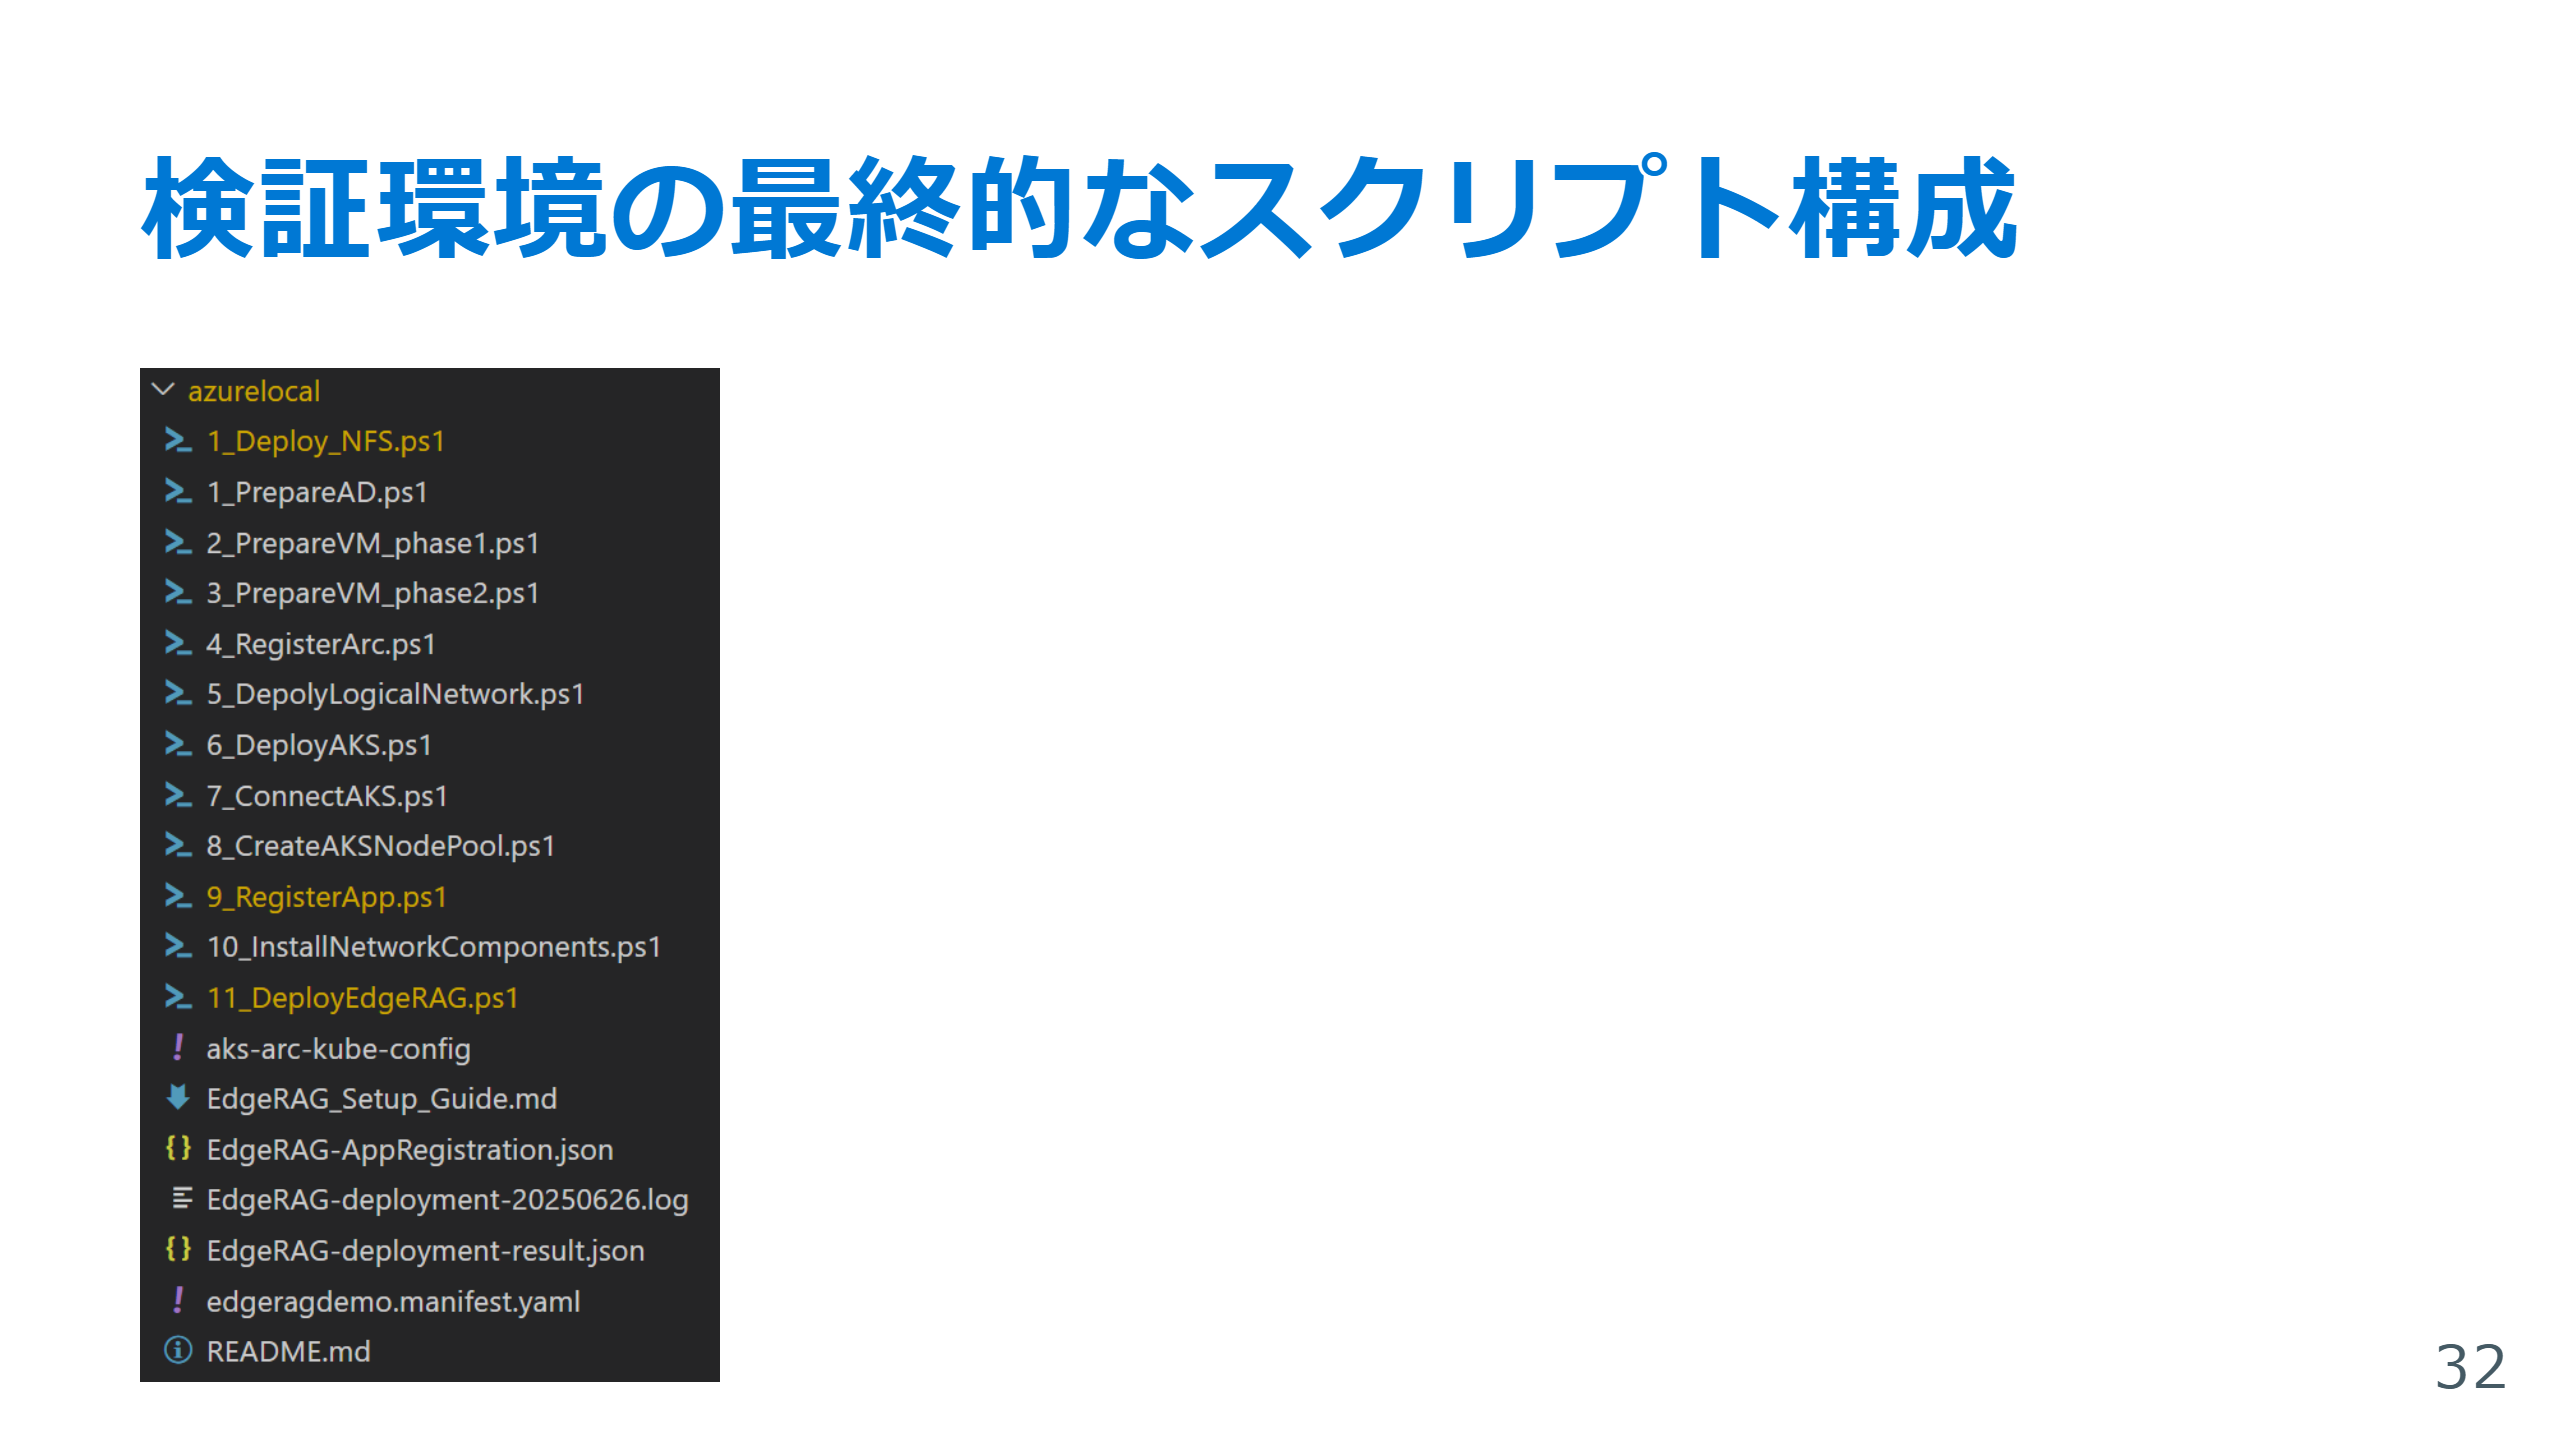 検証環境の最終的なスクリプト構成
azurelocal
1_Deploy_NFS.ps1
1_PrepareAD.ps1
2_PrepareVM_phase1.ps1
3_PrepareVM_phase2.ps1
4_RegisterArc.ps1
5_DepolyLogicalNetwork.ps1
6_DeployAKS.ps1
7_ConnectAKS.ps1
8_CreateAKSNodePool.ps1
9_RegisterApp.ps1
10_InstallNetworkComponents.ps1
11_DeployEdgeRAG.ps1
aks-arc-kube-config
EdgeRAG_Setup_Guide.md
EdgeRAG-AppRegistration.json
EdgeRAG-deployment-20250626.log
EdgeRAG-deployment-result.json
edgeragdemo.manifest.yaml
README.md
32